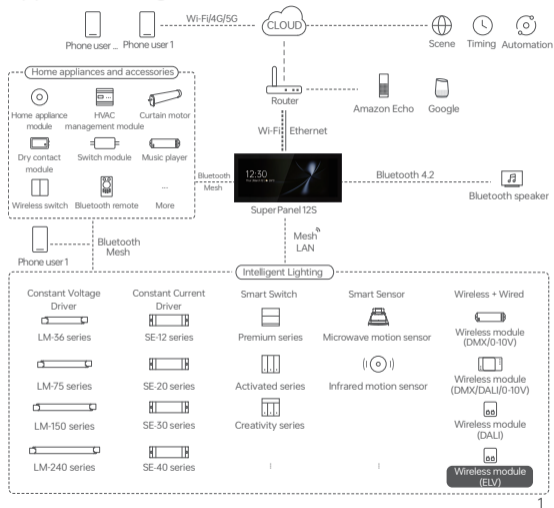 Wi-Fi/4G/5G
CLOUD
Phone user ...
Phone user 1
Scene
Timing
Automation
Home appliances and accessories
Router
Amazon Echo
Google
Home appliance
module
HVAC
management module
Curtain motor
Wi-Fi
Ethernet
Dry contact
module
Switch module
Music player
Bluetooth
Mesh
12:30
Bluetooth 4.2
Bluetooth speaker
Wireless switch
Bluetooth remote
...
More
Super Panel 12S
Mesh
LAN
Phone user 1
Bluetooth
Mesh
Intelligent Lighting
Constant Voltage
Driver
Constant Current
Driver
Smart Switch
Smart Sensor
Wireless + Wired
LM-36 series
SE-12 series
Premium series
Microwave motion sensor
Wireless module
(DMX/0-10V)
LM-75 series
SE-20 series
Activated series
Infrared motion sensor
Wireless module
(DMX/DALI/0-10V)
LM-150 series
SE-30 series
Creativity series
Wireless module
(DALI)
LM-240 series
SE-40 series
Wireless module
(ELV)
1